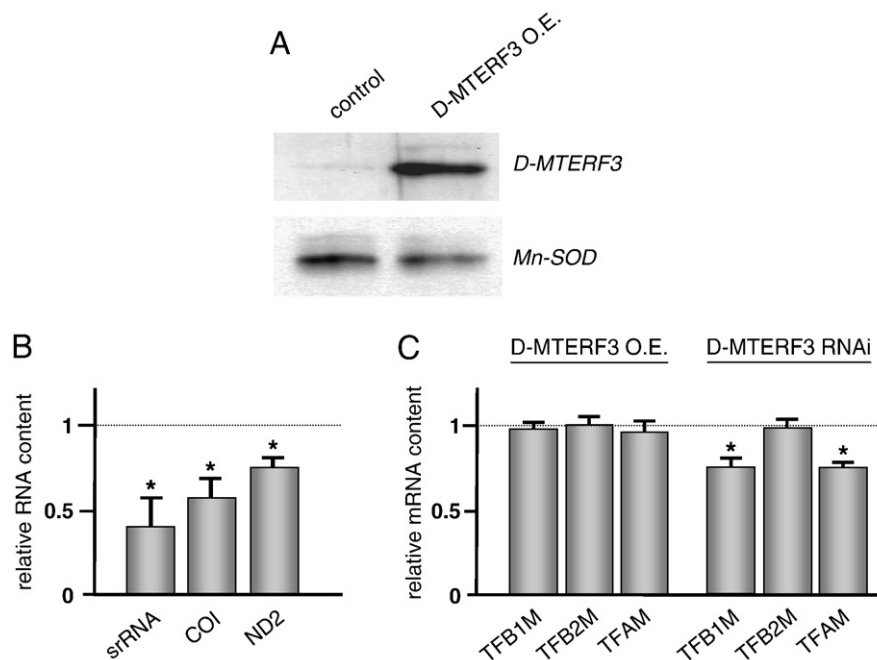 A
control
D-MTERF3 O.E.
D-MTERF3
Mn-SOD
B
relative RNA content
1
0.5
0
*
*
*
srRNA
COI
ND2
C
D-MTERF3 O.E.
D-MTERF3 RNAi
relative mRNA content
1
0.5
0
*
*
TFB1M
TFB2M
TFAM
TFB1M
TFB2M
TFAM